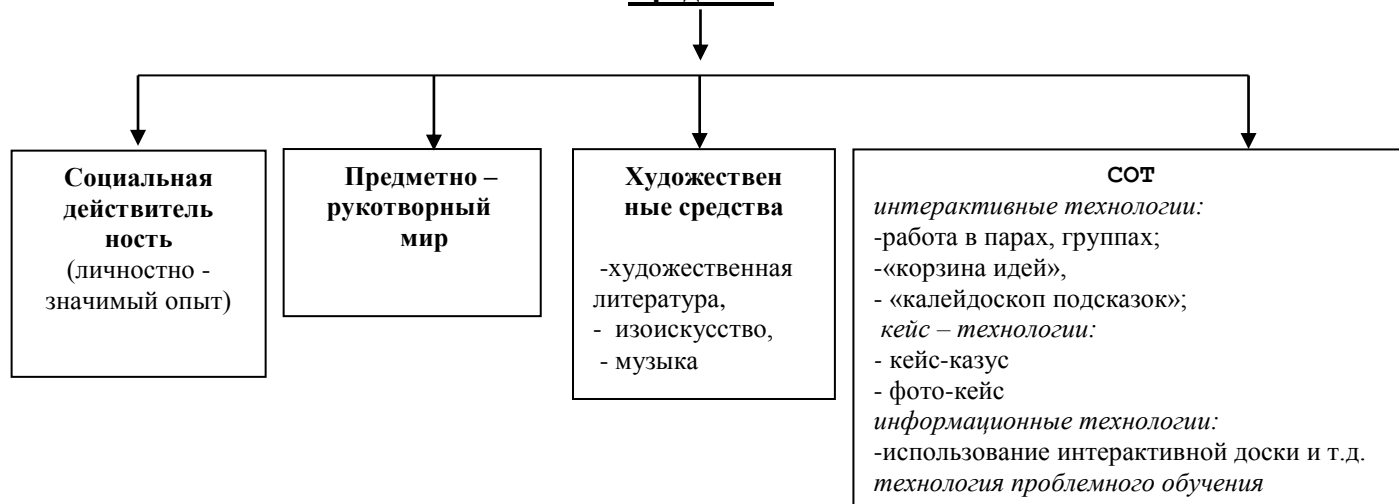 Социальная
действитель
ность
(личностно -
значимый опыт)
Предметно –
рукотворный
мир
Художествен
ные средства
-художественная
литература,
- изоискусство,
- музыка
СОТ
интерактивные технологии:
-работа в парах, группах;
-«корзина идей»,
- «калейдоскоп подсказок»;
кейс – технологии:
- кейс-казус
- фото-кейс
информационные технологии:
-использование интерактивной доски и т.д.
технология проблемного обучения